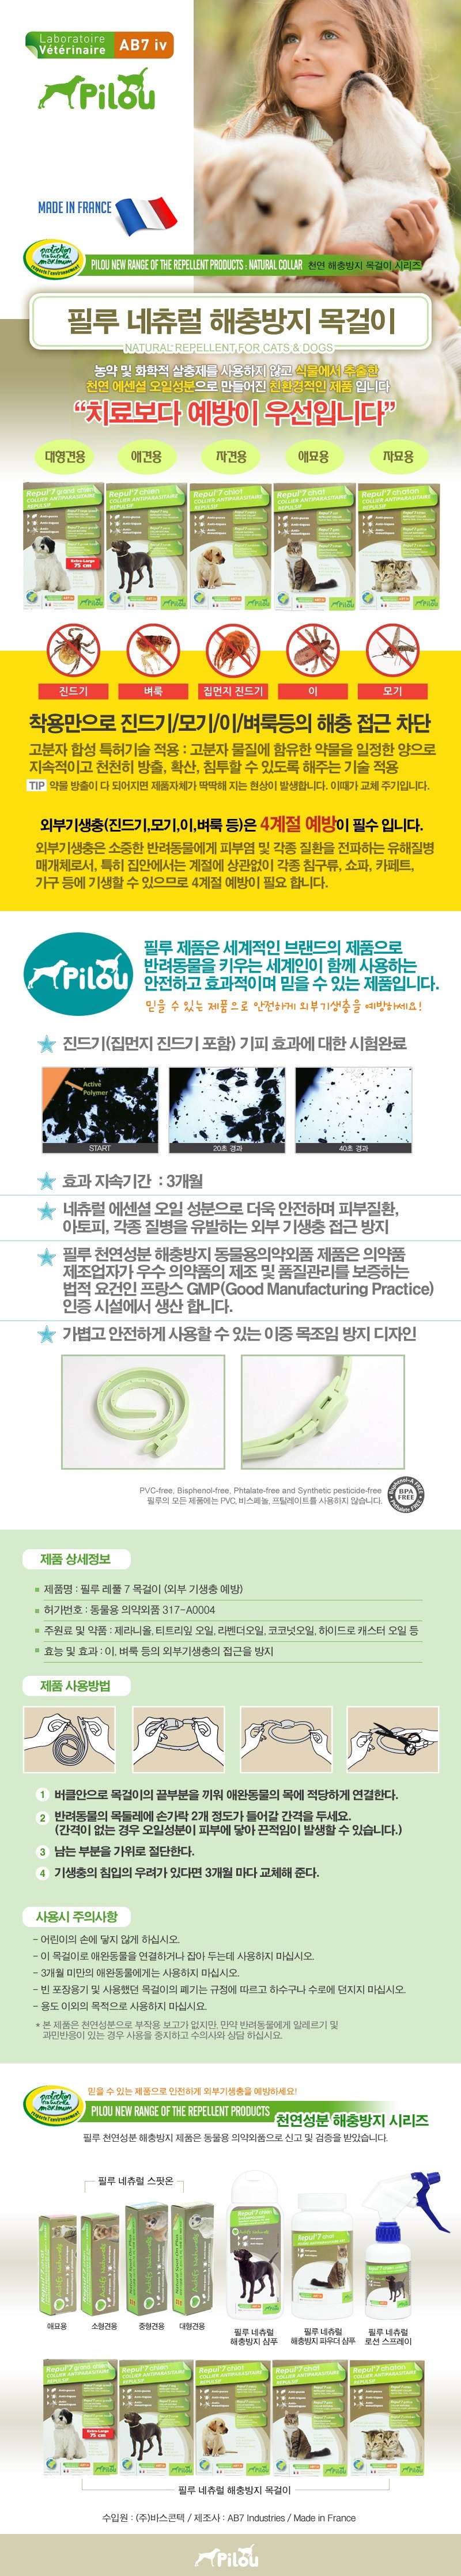 Laboratoire
Vétérinaire
AB7 iv
Pilou
MADE IN FRANCE
protection naturelle maximum
respecte l'environnement
PILOU NEW RANGE OF THE REPELLENT PRODUCTS : NATURAL COLLAR 천연 해충방지 목걸이 시리즈
필루 네츄럴 해충방지 목걸이
NATURAL REPELLENT FOR CATS & DOGS
농약 및 화학적 살충제를 사용하지 않고 식물에서 추출한
천연 에센셜 오일성분으로 만들어진 친환경적인 제품 입니다
“치료보다 예방이 우선입니다”
대형견용 애견용 자견용 애묘용 자묘용
Repul'7 grand chien Repul'7 chien Repul'7 chiot Repul'7 chat Repul'7 chaton
COLLIER ANTIPARASITAIRE REPULSIF
Extra-Large
75 cm
진드기 벼룩 집먼지 진드기 이 모기
착용만으로 진드기/모기/이/벼룩등의 해충 접근 차단
고분자 합성 특허기술 적용 : 고분자 물질에 함유한 약물을 일정한 양으로
지속적이고 천천히 방출, 확산, 침투할 수 있도록 해주는 기술 적용
TIP 약물 방출이 다 되어지면 제품자체가 딱딱해 지는 현상이 발생합니다. 이때가 교체 주기입니다.
외부기생충(진드기,모기,이,벼룩 등)은 4계절 예방이 필수 입니다.
외부기생충은 소중한 반려동물에게 피부염 및 각종 질환을 전파하는 유해질병
매개체로서, 특히 집안에서는 계절에 상관없이 각종 침구류, 소파, 카페트,
가구 등에 기생할 수 있으므로 4계절 예방이 필요 합니다.
Pilou
필루 제품은 세계적인 브랜드의 제품으로
반려동물을 키우는 세계인이 함께 사용하는
안전하고 효과적이며 믿을 수 있는 제품입니다.
믿을 수 있는 제품으로 안전하게 외부기생충을 예방하세요!
진드기(집먼지 진드기 포함) 기피 효과에 대한 시험완료
Active
Polymer
START 20초 경과 40초 경과
효과 지속기간 : 3개월
네츄럴 에센셜 오일 성분으로 더욱 안전하며 피부질환,
아토피, 각종 질병을 유발하는 외부 기생충 접근 방지
필루 천연성분 해충방지 동물용의약외품 제품은 의약품
제조업자가 우수 의약품의 제조 및 품질관리를 보증하는
법적 요건인 프랑스 GMP(Good Manufacturing Practice)
인증 시설에서 생산 합니다.
가볍고 안전하게 사용할 수 있는 이중 목조임 방지 디자인
PVC-free, Bisphenol-free, Phtalate-free and Synthetic pesticide-free
필루의 모든 제품에는 PVC, 비스페놀, 프탈레이트를 사용하지 않습니다.
BPA
FREE
제품 상세정보
제품명 : 필루 레풀 7 목걸이 (외부 기생충 예방)
허가번호 : 동물용 의약외품 317-A0004
주원료 및 약품 : 제라니올, 티트리잎 오일, 라벤더오일, 코코넛오일, 하이드로 캐스터 오일 등
효능 및 효과 : 이, 벼룩 등의 외부기생충의 접근을 방지
제품 사용방법
1 버클안으로 목걸이의 끝부분을 끼워 애완동물의 목에 적당하게 연결한다.
2 반려동물의 목둘레에 손가락 2개 정도가 들어갈 간격을 두세요.
(간격이 없는 경우 오일성분이 피부에 닿아 끈적임이 발생할 수 있습니다.)
3 남는 부분을 가위로 절단한다.
4 기생충의 침입의 우려가 있다면 3개월 마다 교체해 준다.
사용시 주의사항
- 어린이의 손에 닿지 않게 하십시오.
- 이 목걸이로 애완동물을 연결하거나 잡아 두는데 사용하지 마십시오.
- 3개월 미만의 애완동물에게는 사용하지 마십시오.
- 빈 포장용기 및 사용했던 목걸이의 폐기는 규정에 따르고 하수구나 수로에 던지지 마십시오.
- 용도 이외의 목적으로 사용하지 마십시오.
* 본 제품은 천연성분으로 부작용 보고가 없지만, 만약 반려동물에게 알레르기 및
과민반응이 있는 경우 사용을 중지하고 수의사와 상담 하십시요.
protection naturelle maximum
respecte l'environnement
믿을 수 있는 제품으로 안전하게 외부기생충을 예방하세요!
PILOU NEW RANGE OF THE REPELLENT PRODUCTS 천연성분 해충방지 시리즈
필루 천연성분 해충방지 제품은 동물용 의약외품으로 신고 및 검증을 받았습니다.
필루 네츄럴 스팟온
애묘용 소형견용 중형견용 대형견용
필루 네츄럴
해충방지 샴푸
필루 네츄럴
해충방지 파우더 샴푸
필루 네츄럴
로션 스프레이
Repul'7 grand chien Repul'7 chien Repul'7 chiot Repul'7 chat Repul'7 chaton
Extra-Large
75 cm
필루 네츄럴 해충방지 목걸이
수입원 : (주)바스콘텍 / 제조사 : AB7 Industries / Made in France
Pilou